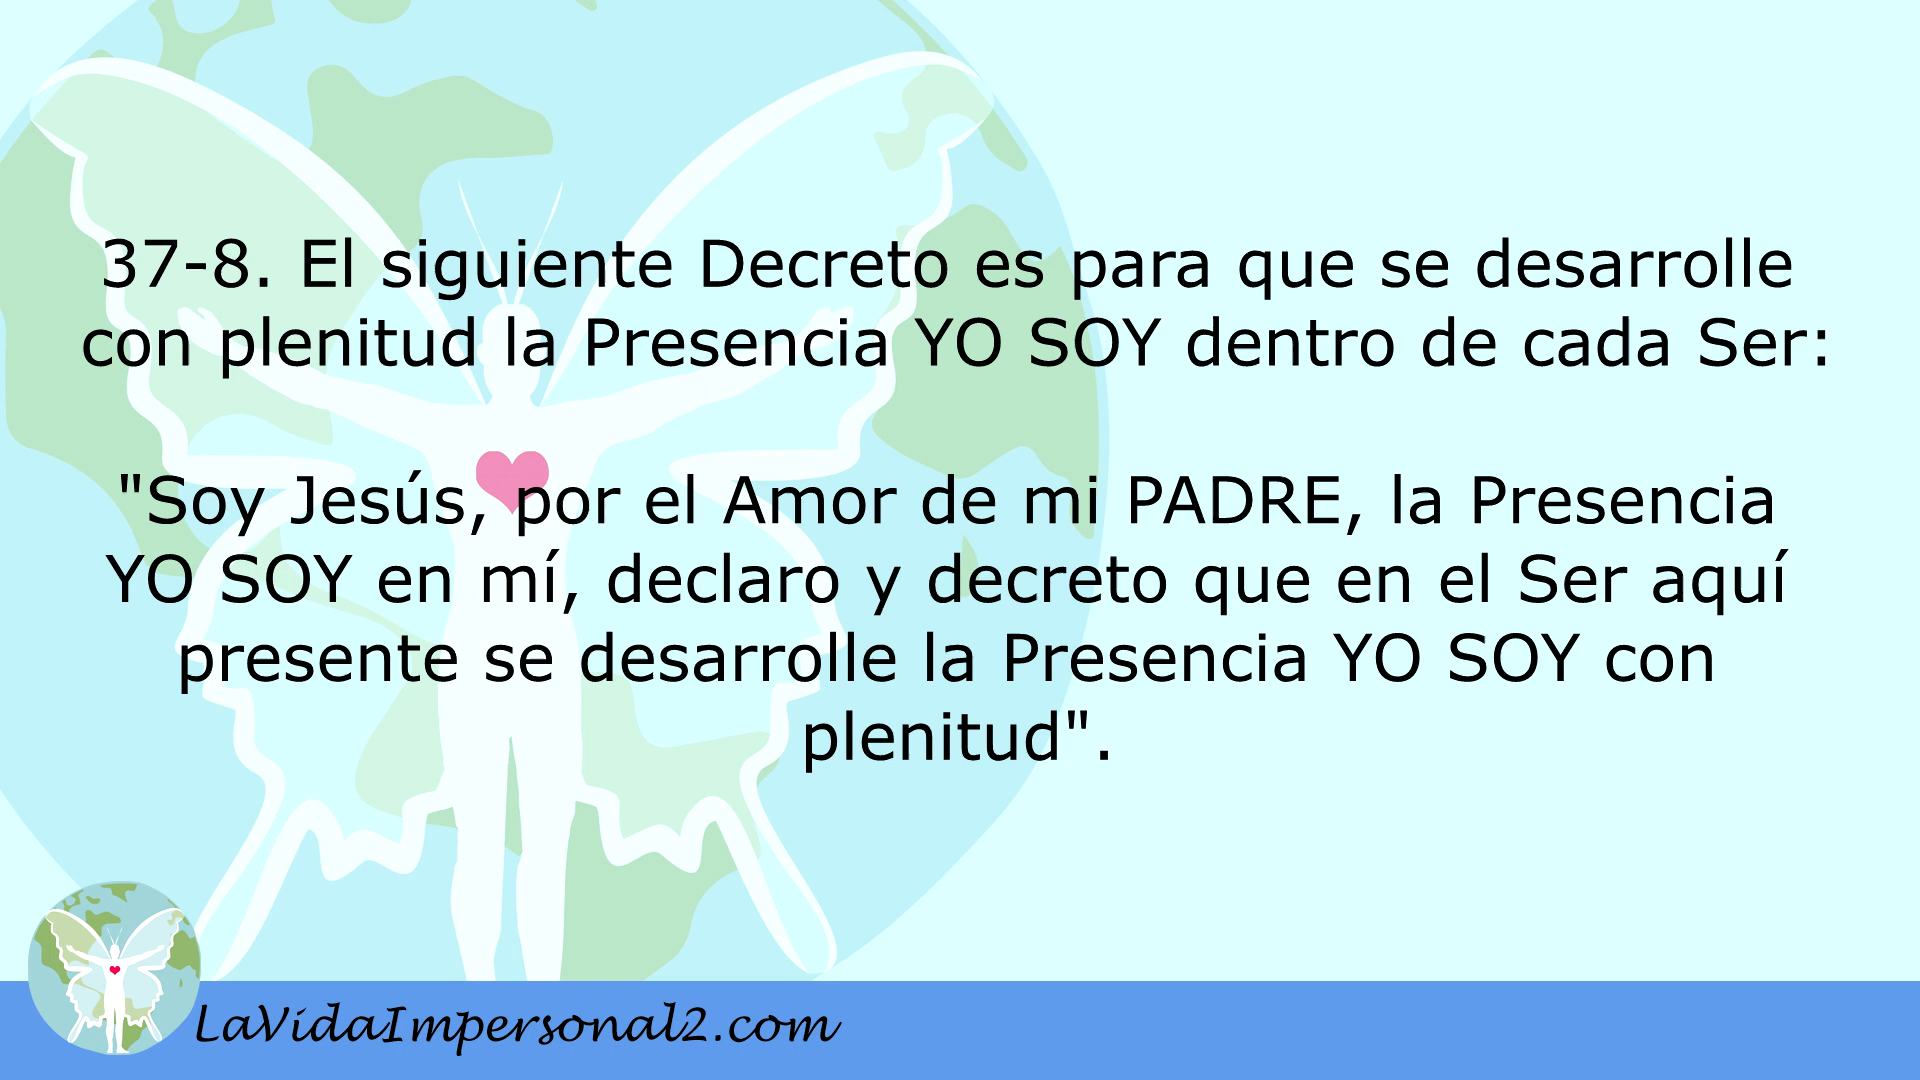 37-8. El siguiente Decreto es para que se desarrolle
con plenitud la Presencia YO SOY dentro de cada Ser:
"Soy Jesús, por el Amor de mi PADRE, la Presencia
YO SOY en mí, declaro y decreto que en el Ser aquí
presente se desarrolle la Presencia YO SOY con
plenitud".
LaVidaImpersonal2.com